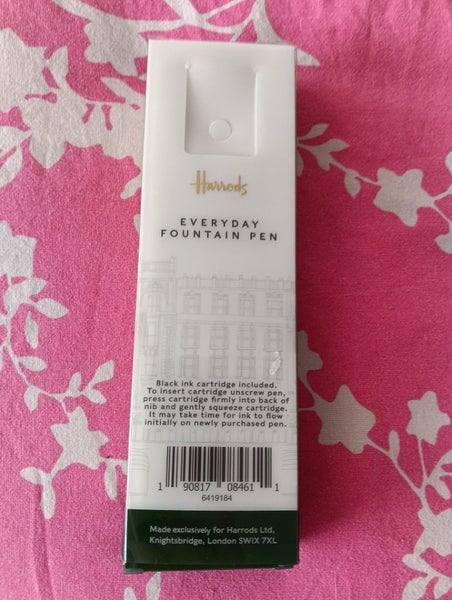 Harrods
EVERYDAY
FOUNTAIN PEN
Black ink cartridge included.
To insert cartridge unscrew pen,
press cartridge firmly into back of
nib and gently squeeze cartridge.
It may take time for ink to flow
initially on newly purchased pen.
1 90817 08461 1
6419184
Made exclusively for Harrods Ltd.
Knightsbridge, London SW1X 7XL